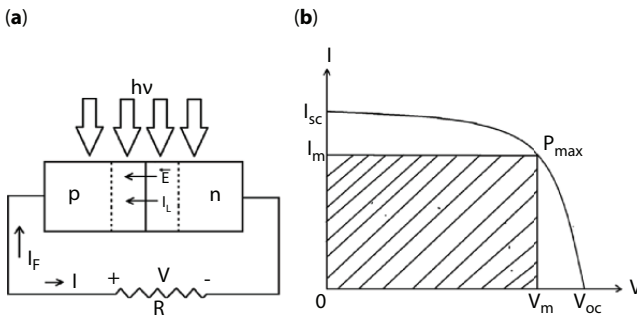 (a)
hν
p
E
n
I_L
I_F
I
+ V -
R
(b)
I
I_sc
I_m
P_max
0
V_m
V_oc
V